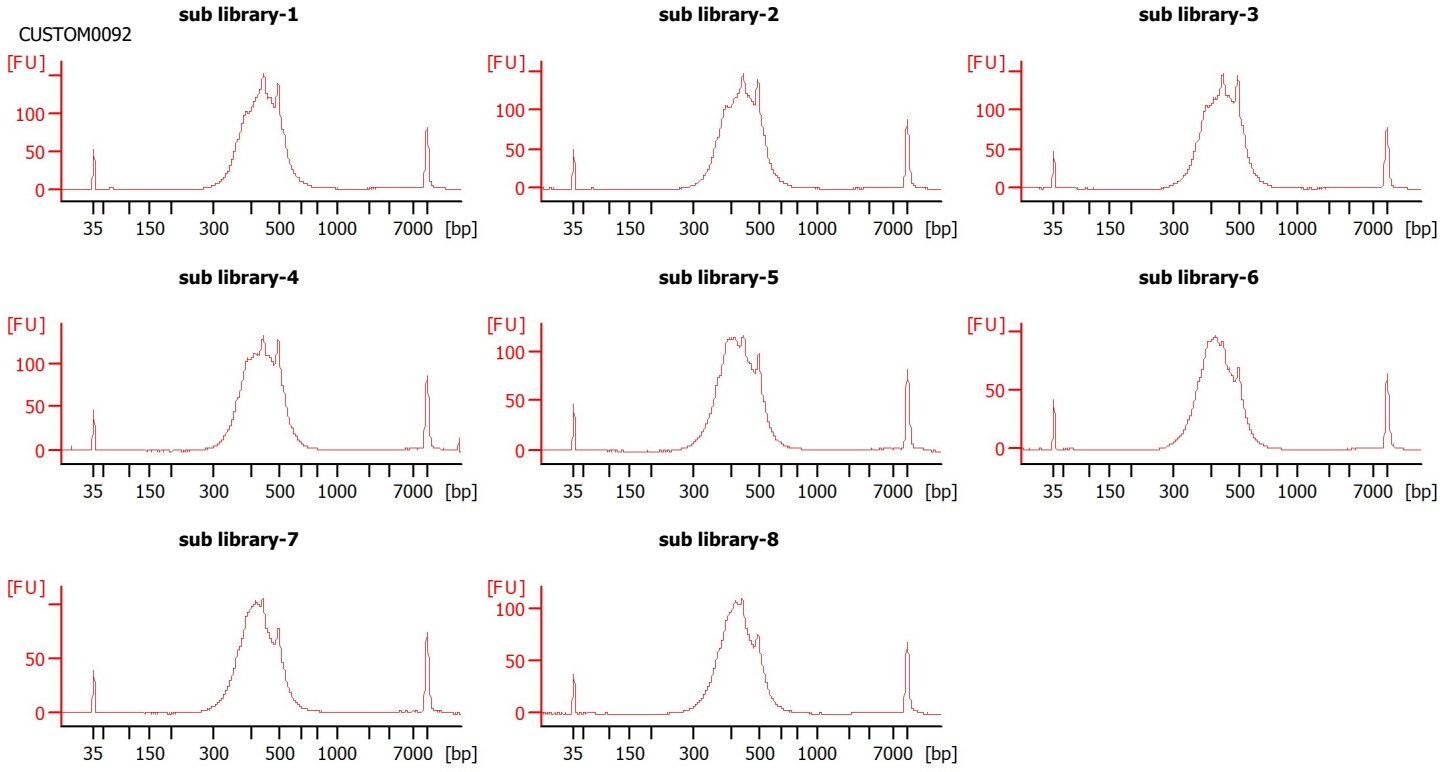 sub library-1 sub library-2 sub library-3
CUSTOM0092
[FU] [FU] [FU]
100 100 100
50 50 50
0 0 0
35 150 300 500 1000 7000 [bp] 35 150 300 500 1000 7000 [bp] 35 150 300 500 1000 7000 [bp]
sub library-4 sub library-5 sub library-6
[FU] [FU] [FU]
100 100
50 50 50
0 0 0
35 150 300 500 1000 7000 [bp] 35 150 300 500 1000 7000 [bp] 35 150 300 500 1000 7000 [bp]
sub library-7 sub library-8
[FU] [FU]
100
50 50
0 0
35 150 300 500 1000 7000 [bp] 35 150 300 500 1000 7000 [bp]